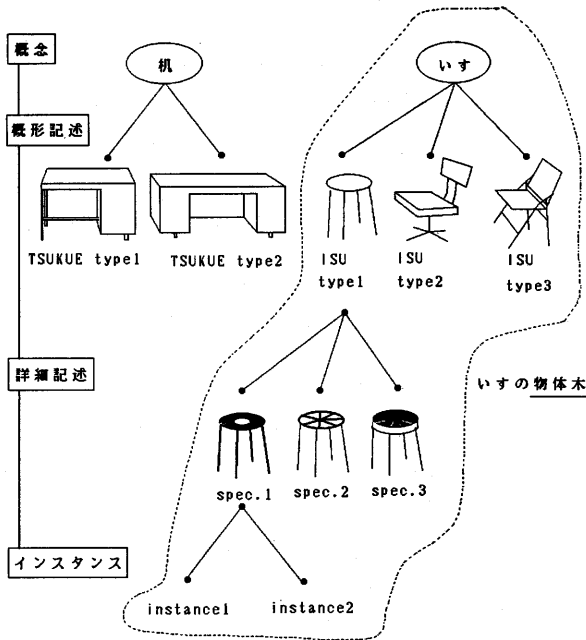 概念
机
いす
概形記述
TSUKUE type1
TSUKUE type2
ISU
type1
ISU
type2
ISU
type3
詳細記述
いすの物体木
spec.1
spec.2
spec.3
インスタンス
instance1
instance2